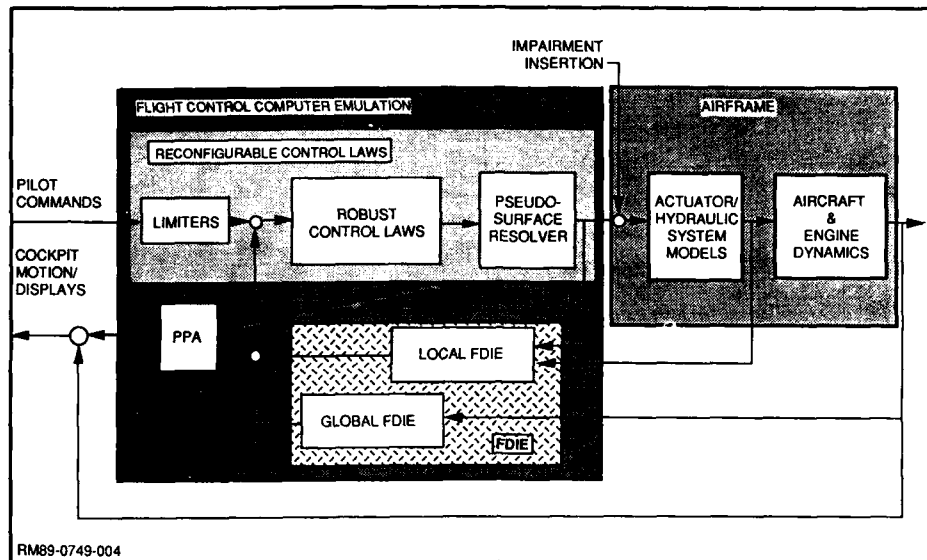 IMPAIRMENT
INSERTION
FLIGHT CONTROL COMPUTER EMULATION
AIRFRAME
RECONFIGURABLE CONTROL LAWS
PILOT
COMMANDS
LIMITERS
ROBUST
CONTROL LAWS
PSEUDO-
SURFACE
RESOLVER
ACTUATOR/
HYDRAULIC
SYSTEM
MODELS
AIRCRAFT
&
ENGINE
DYNAMICS
COCKPIT
MOTION/
DISPLAYS
PPA
LOCAL FDIE
GLOBAL FDIE
FDIE
RM89-0749-004